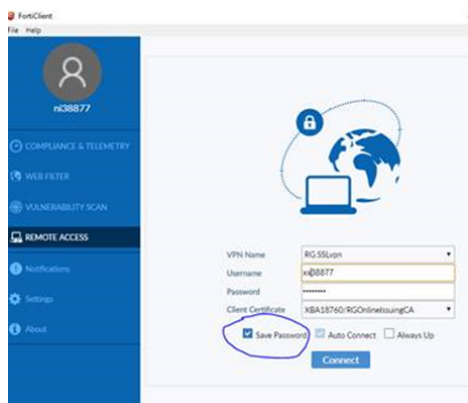 FortiClient
File Help
ni38877
COMPLIANCE & TELEMETRY
WEB FILTER
VULNERABILITY SCAN
REMOTE ACCESS
Notifications
Settings
About
VPN Name RG SSLvpn
Username
Password ••••••••
Client Certificate XBA18760/RGOnlineIssuingCA
Save Password Auto Connect Always Up
Connect